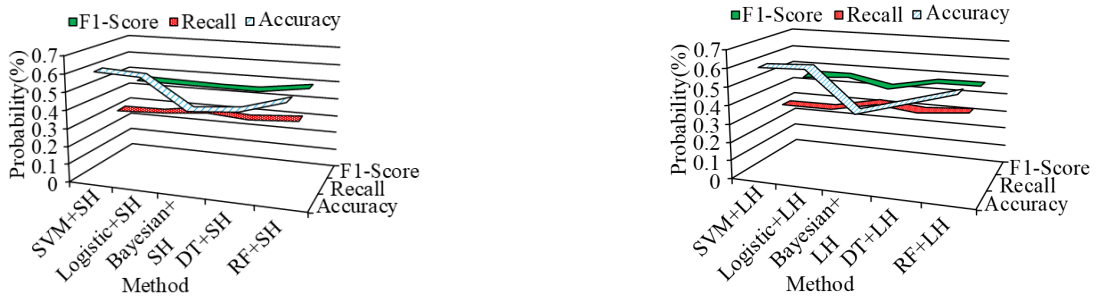 F1-Score Recall Accuracy
Probability(%)
0.7
0.6
0.5
0.4
0.3
0.2
0.1
0
F1-Score
Recall
Accuracy
SVM+SH
Logistic+SH
Bayesian+
SH
DT+SH
RF+SH
Method
F1-Score Recall Accuracy
Probability(%)
0.7
0.6
0.5
0.4
0.3
0.2
0.1
0
F1-Score
Recall
Accuracy
SVM+LH
Logistic+LH
Bayesian+
LH
DT+LH
RF+LH
Method